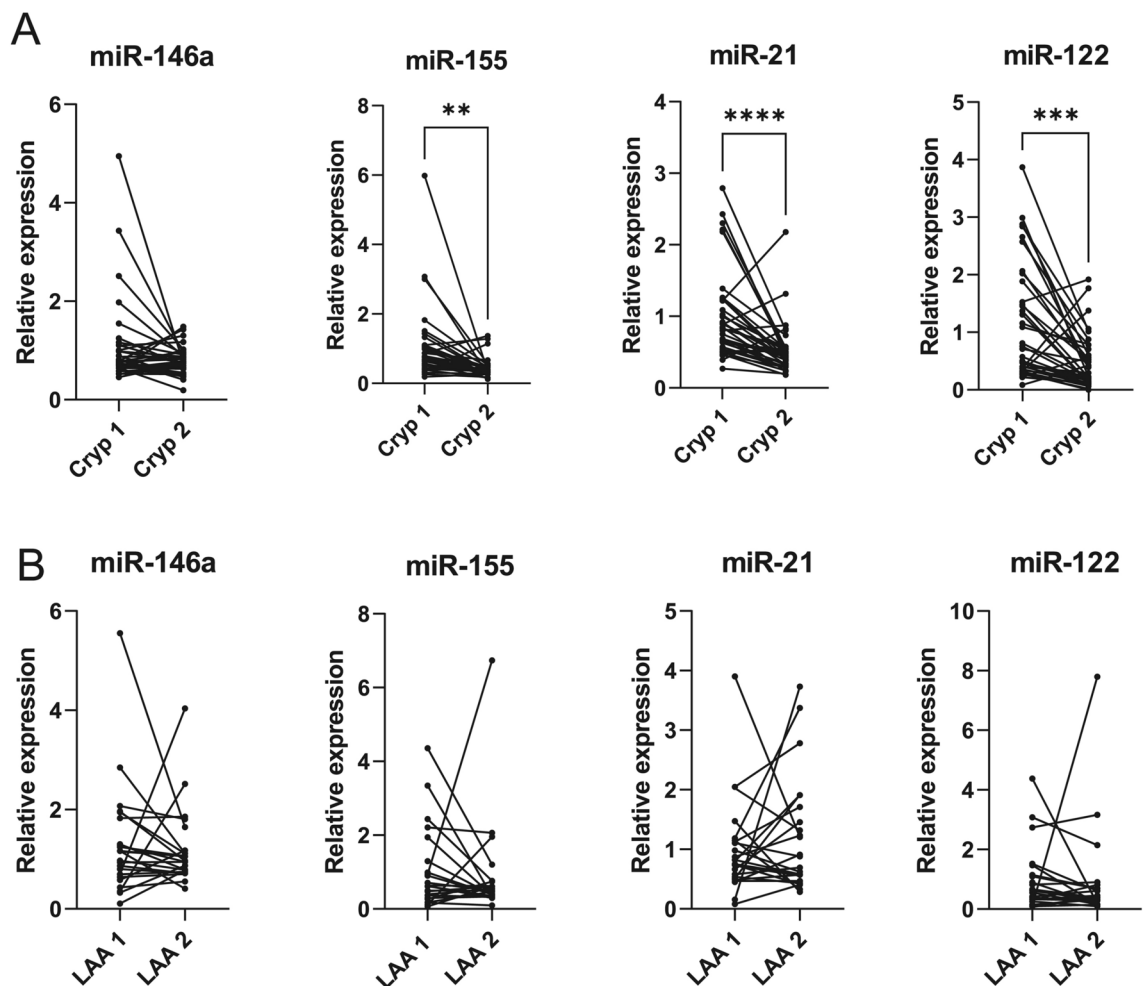 A
miR-146a
miR-155
miR-21
miR-122
Relative expression
6
4
2
0
Cryp 1
Cryp 2
Relative expression
8
6
4
2
0
**
Cryp 1
Cryp 2
Relative expression
4
3
2
1
0
****
Cryp 1
Cryp 2
Relative expression
5
4
3
2
1
0
***
Cryp 1
Cryp 2
B
miR-146a
miR-155
miR-21
miR-122
Relative expression
6
4
2
0
LAA 1
LAA 2
Relative expression
8
6
4
2
0
LAA 1
LAA 2
Relative expression
5
4
3
2
1
0
LAA 1
LAA 2
Relative expression
10
8
6
4
2
0
LAA 1
LAA 2